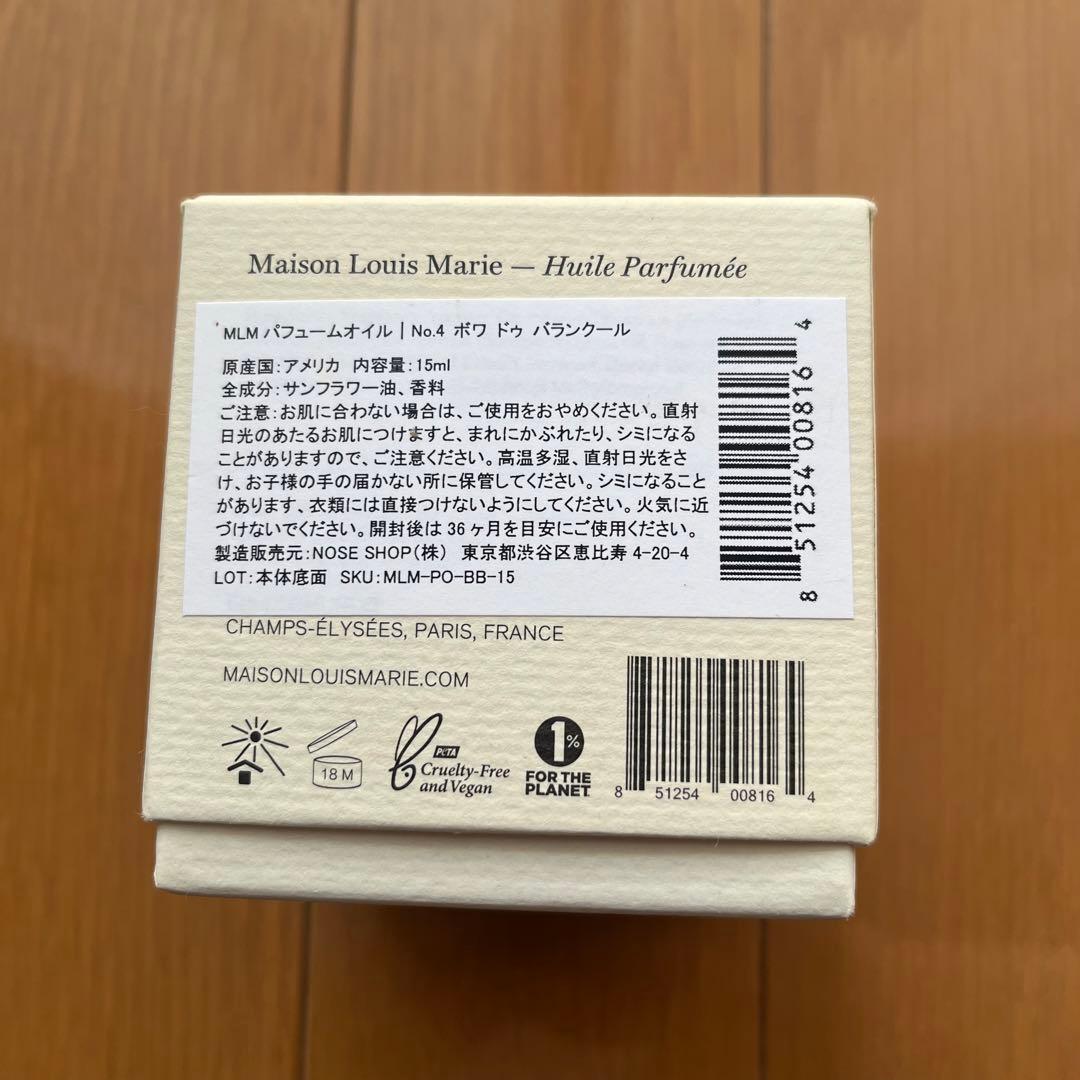 Maison Louis Marie — Huile Parfumée
MLM パフュームオイル | No.4 ボワ ドゥ バランクール
原産国：アメリカ 内容量：15ml
全成分：サンフラワー油、香料
ご注意：お肌に合わない場合は、ご使用をおやめください。直射
日光のあたるお肌につけますと、まれにかぶれたり、シミになる
ことがありますので、ご注意ください。高温多湿、直射日光をさ
け、お子様の手の届かない所に保管してください。シミになること
があります、衣類には直接つけないようにしてください。火気に近
づけないでください。開封後は 36 ヶ月を目安にご使用ください。
製造販売元：NOSE SHOP（株） 東京都渋谷区恵比寿 4-20-4
LOT：本体底面 SKU：MLM-PO-BB-15
8 51254 00816 4
CHAMPS-ÉLYSÉES, PARIS, FRANCE
MAISONLOUISMARIE.COM
18 M
PETA
Cruelty-Free
and Vegan
1%
FOR THE
PLANET
8 51254 00816 4